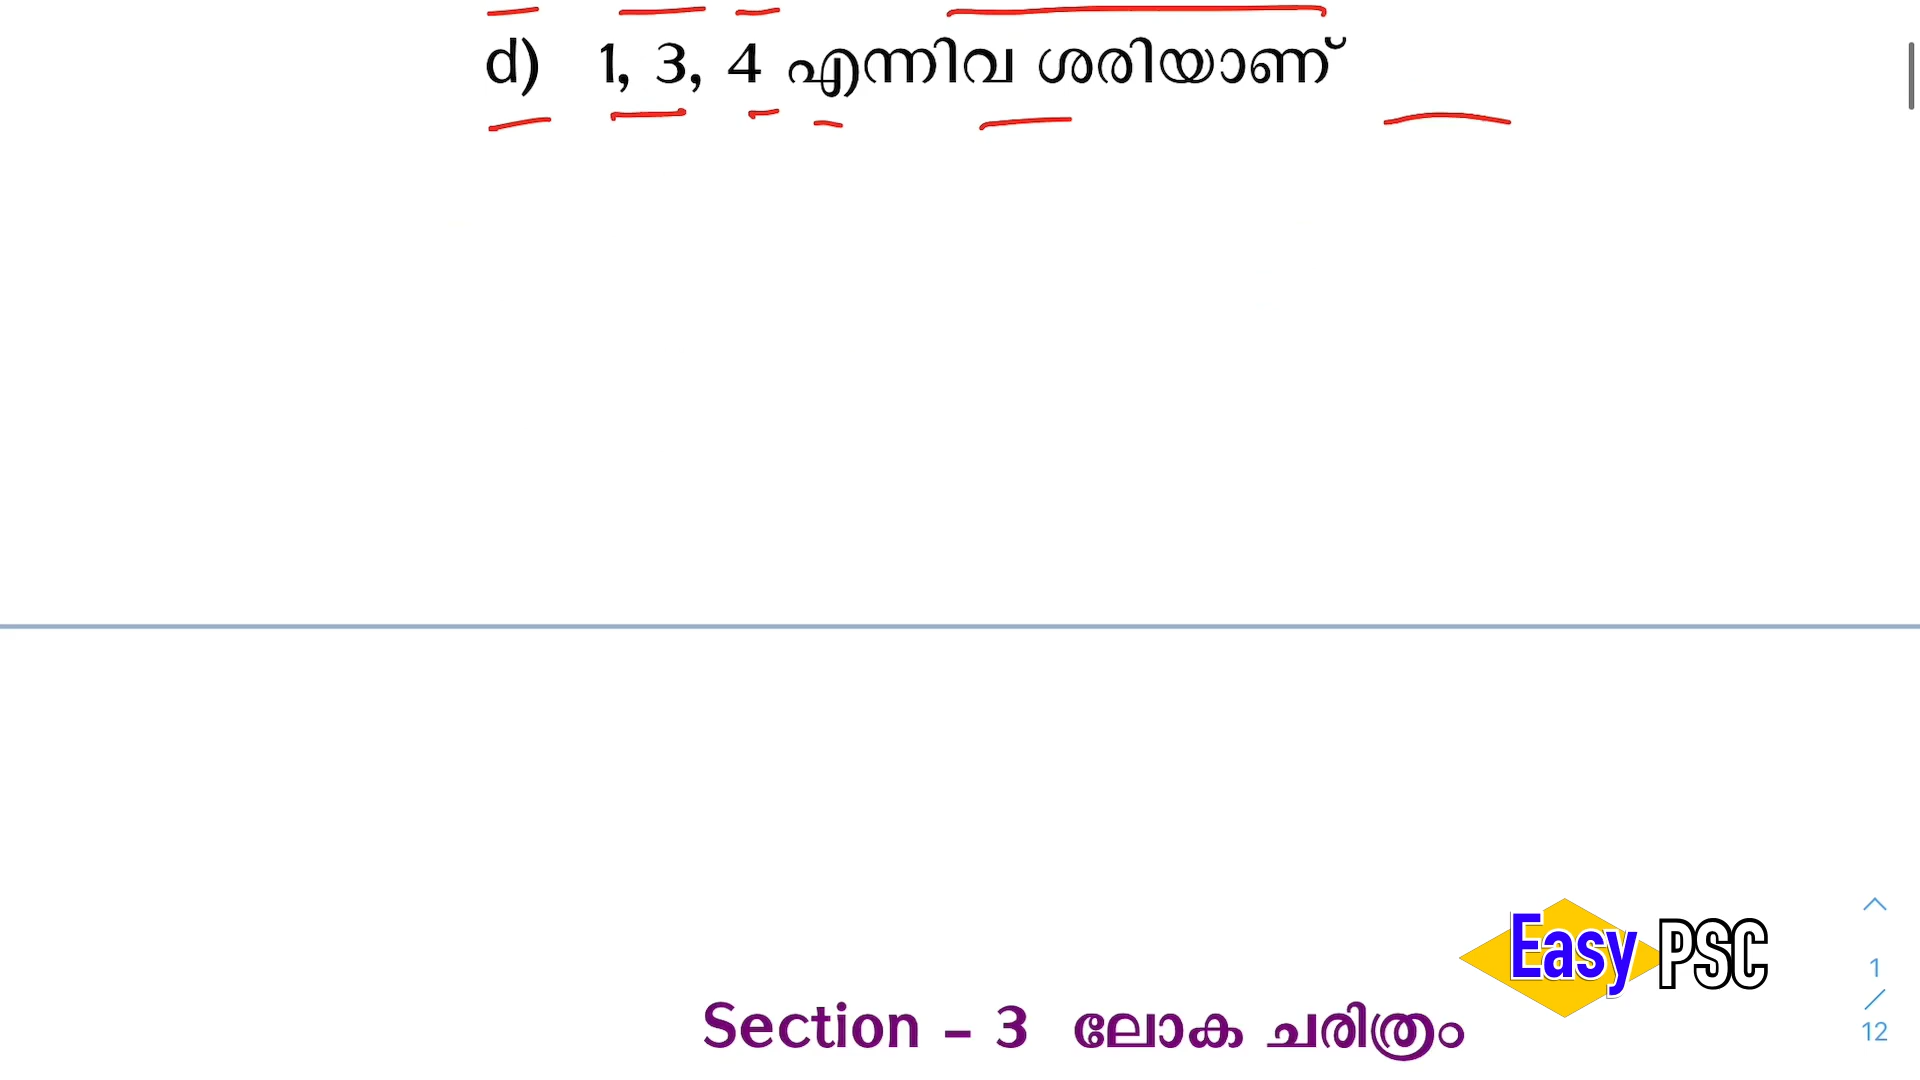 d) 1, 3, 4 എന്നിവ ശരിയാണ്
Easy PSC
1
/
12
Section – 3 ലോക ചരിത്രം